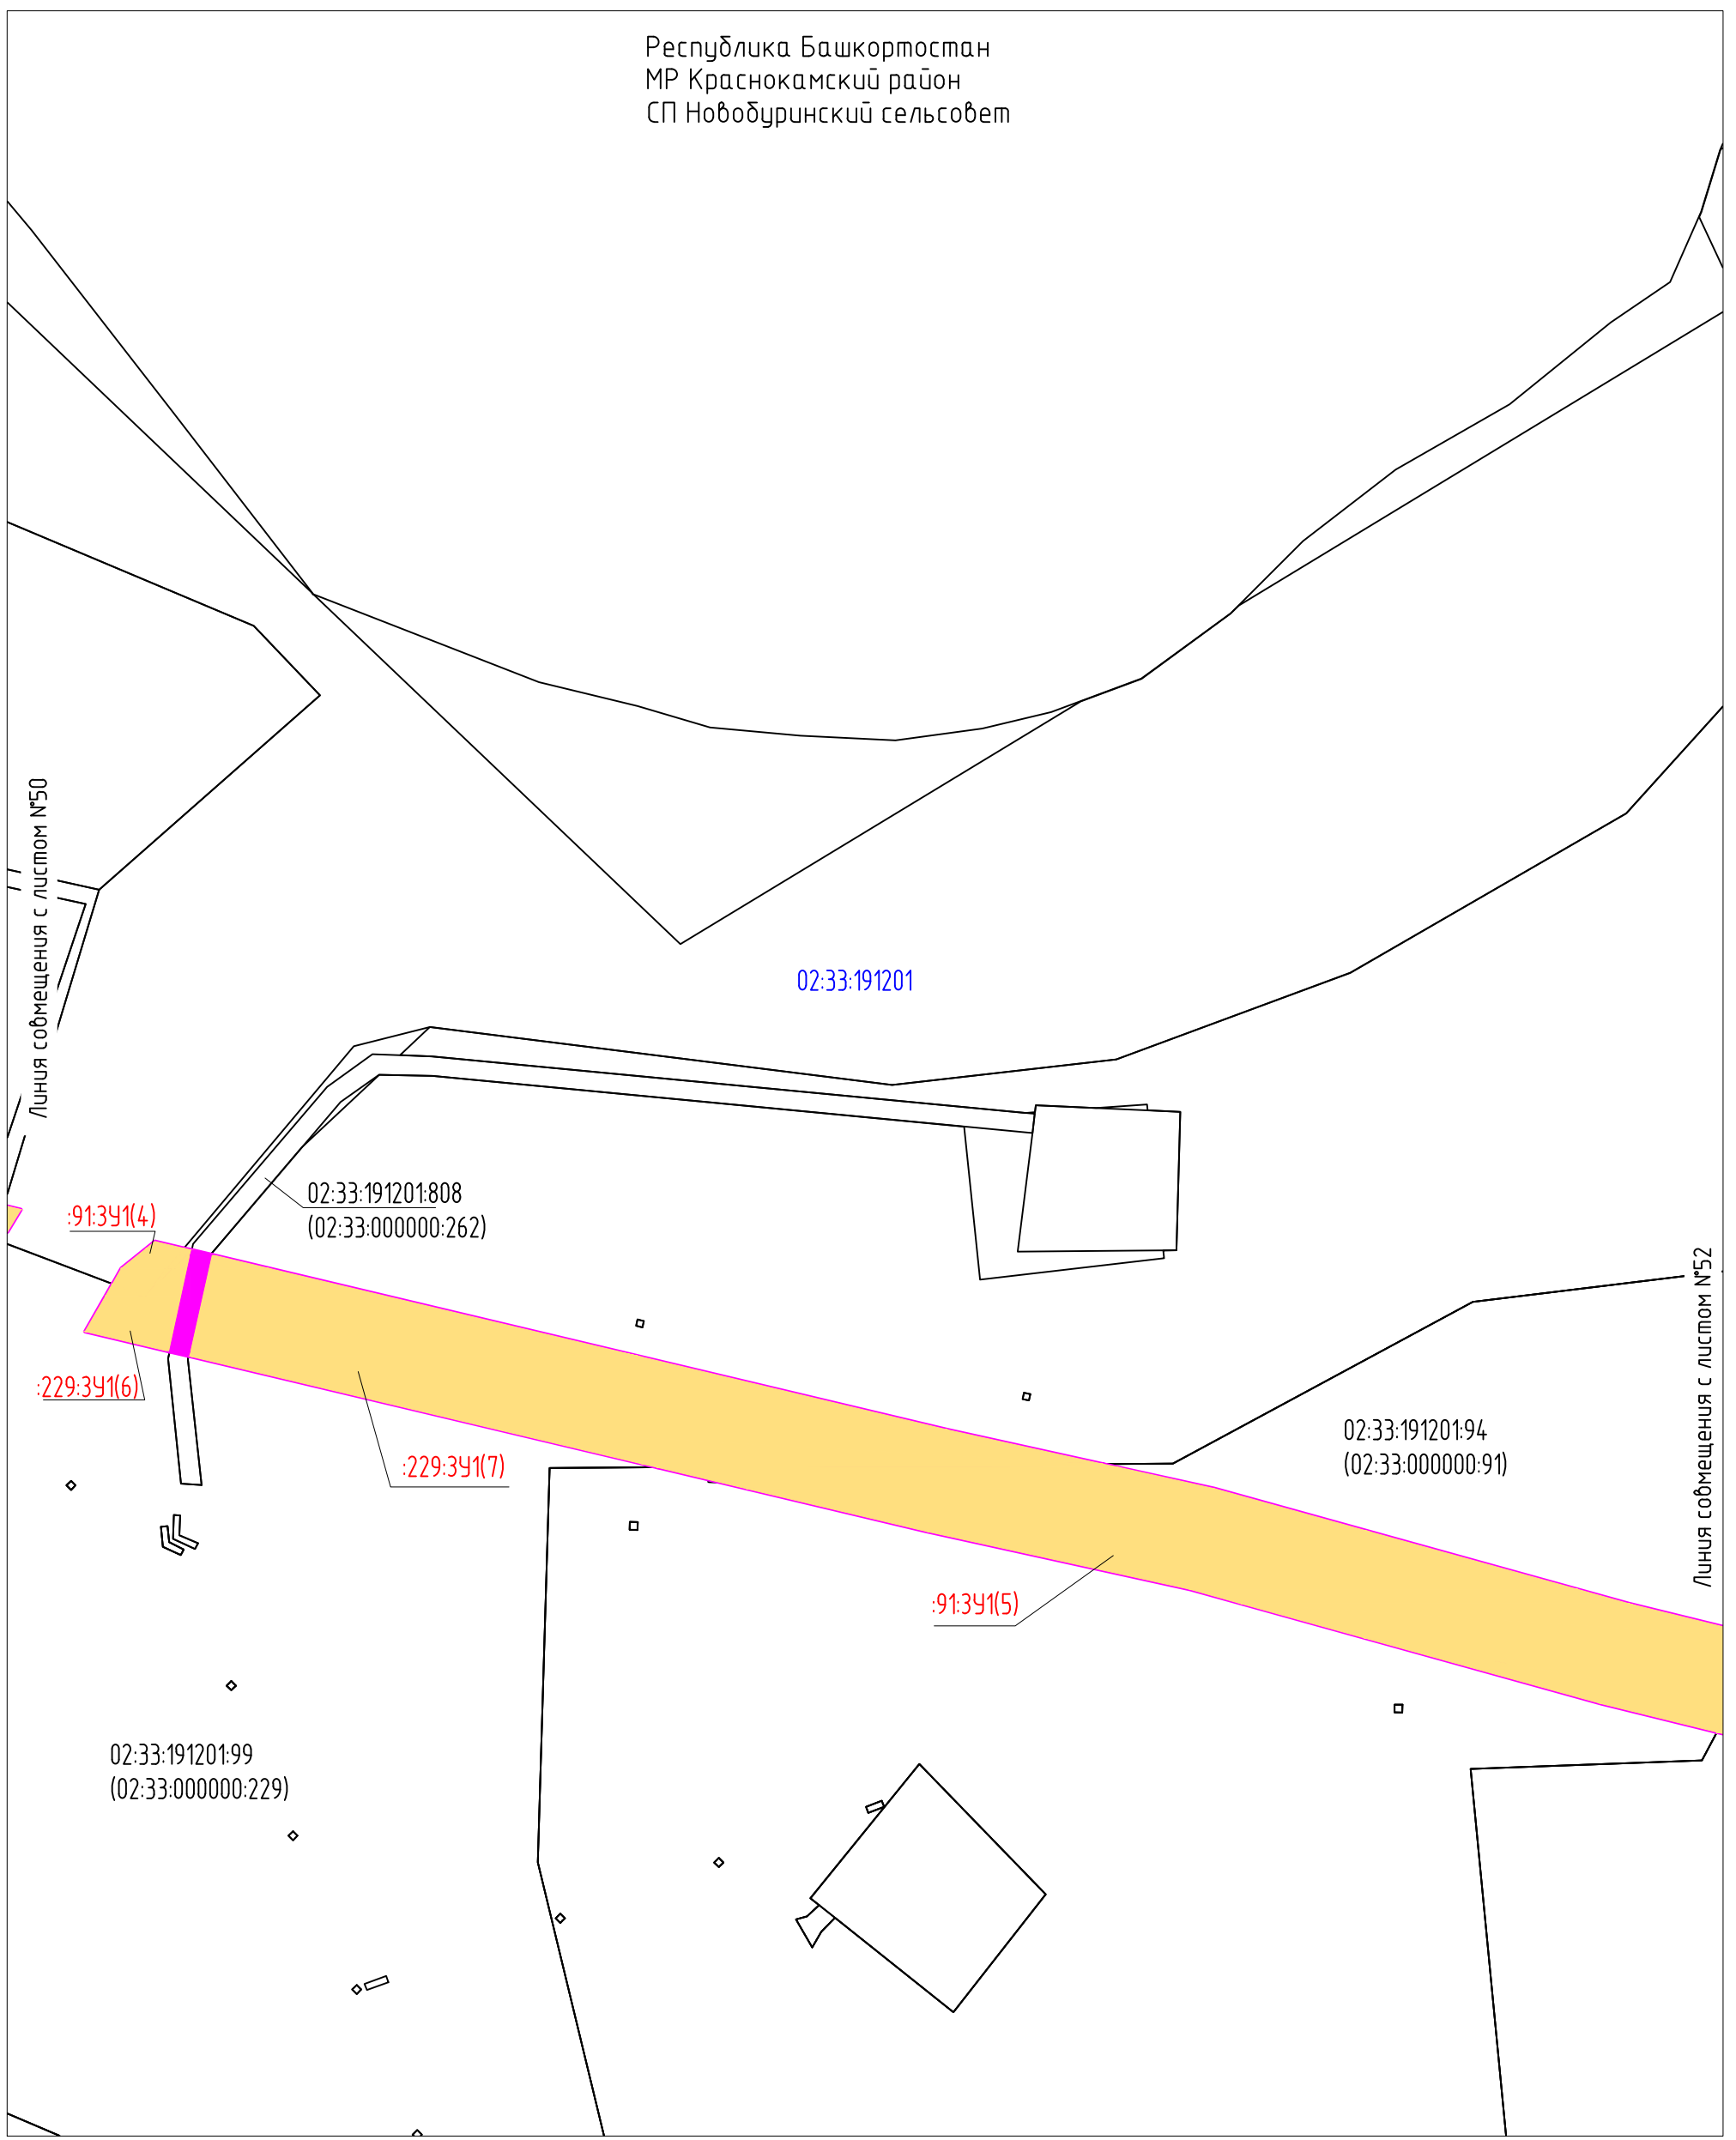 Республика Башкортостан
МР Краснокамский район
СП Новобуринский сельсовет
Линия совмещения с листом №50
02:33:191201
02:33:191201:808
(02:33:000000:262)
:91:ЗУ1(4)
:229:ЗУ1(6)
:229:ЗУ1(7)
02:33:191201:94
(02:33:000000:91)
Линия совмещения с листом №52
:91:ЗУ1(5)
02:33:191201:99
(02:33:000000:229)